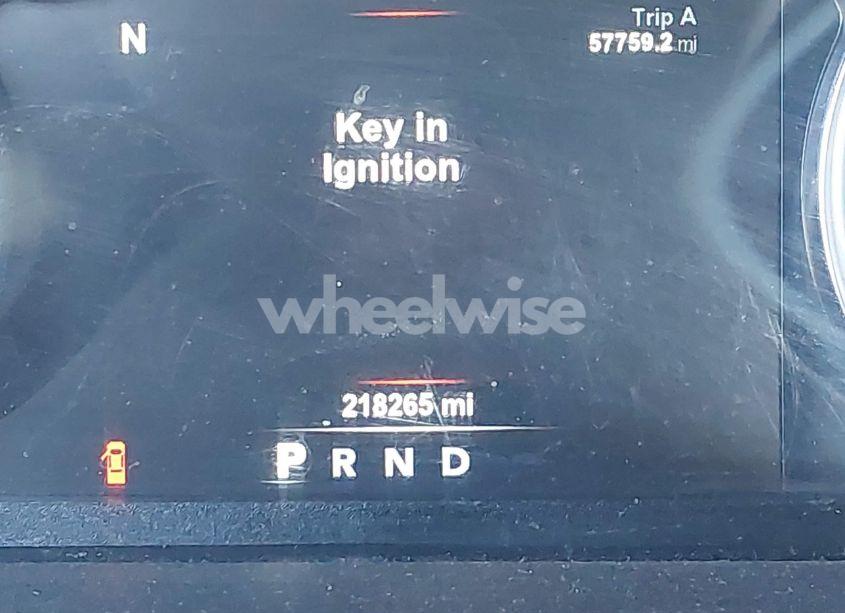 N
Trip A
57759.2 mi
Key in
Ignition
wheelwise
218265 mi
P R N D